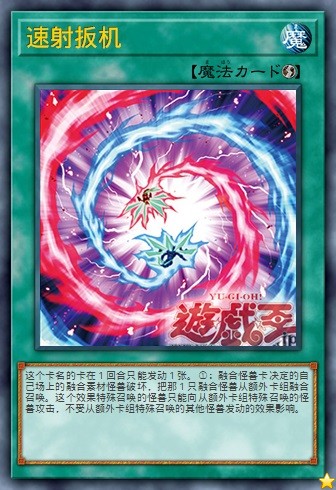 速射扳机
魔
【魔法カード】
YU-GI-OH!
遊戯王
这个卡名的卡在1回合只能发动1张。①：融合怪兽卡决定的自
己场上的融合素材怪兽破坏，把那1只融合怪兽从额外卡组融合
召唤。这个效果特殊召唤的怪兽只能向从额外卡组特殊召唤的怪
兽攻击，不受从额外卡组特殊召唤的其他怪兽发动的效果影响。